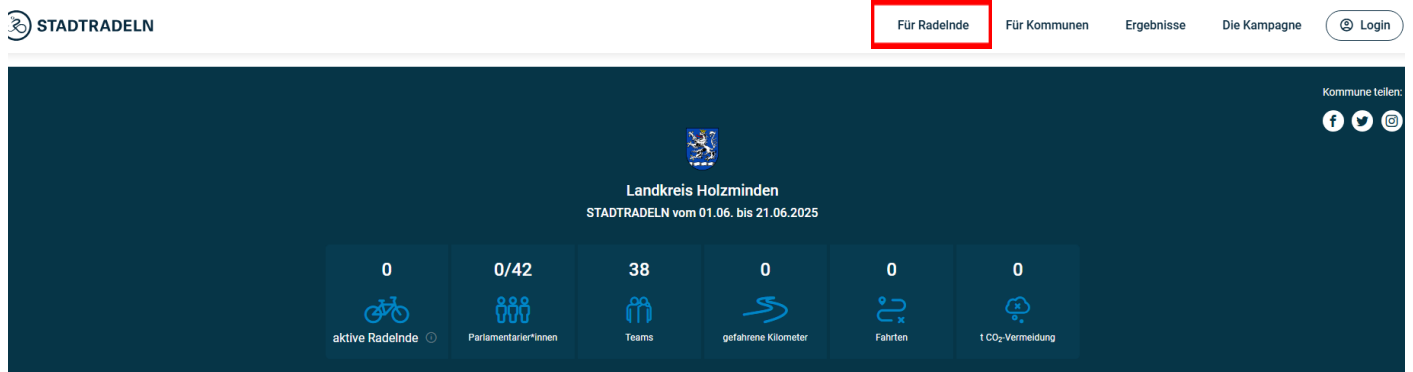 STADTRADELN
Für Radelnde Für Kommunen Ergebnisse Die Kampagne Login
Kommune teilen:
Landkreis Holzminden
STADTRADELN vom 01.06. bis 21.06.2025
0 0/42 38 0 0 0
aktive Radelnde Parlamentarier*innen Teams gefahrene Kilometer Fahrten t CO₂-Vermeidung